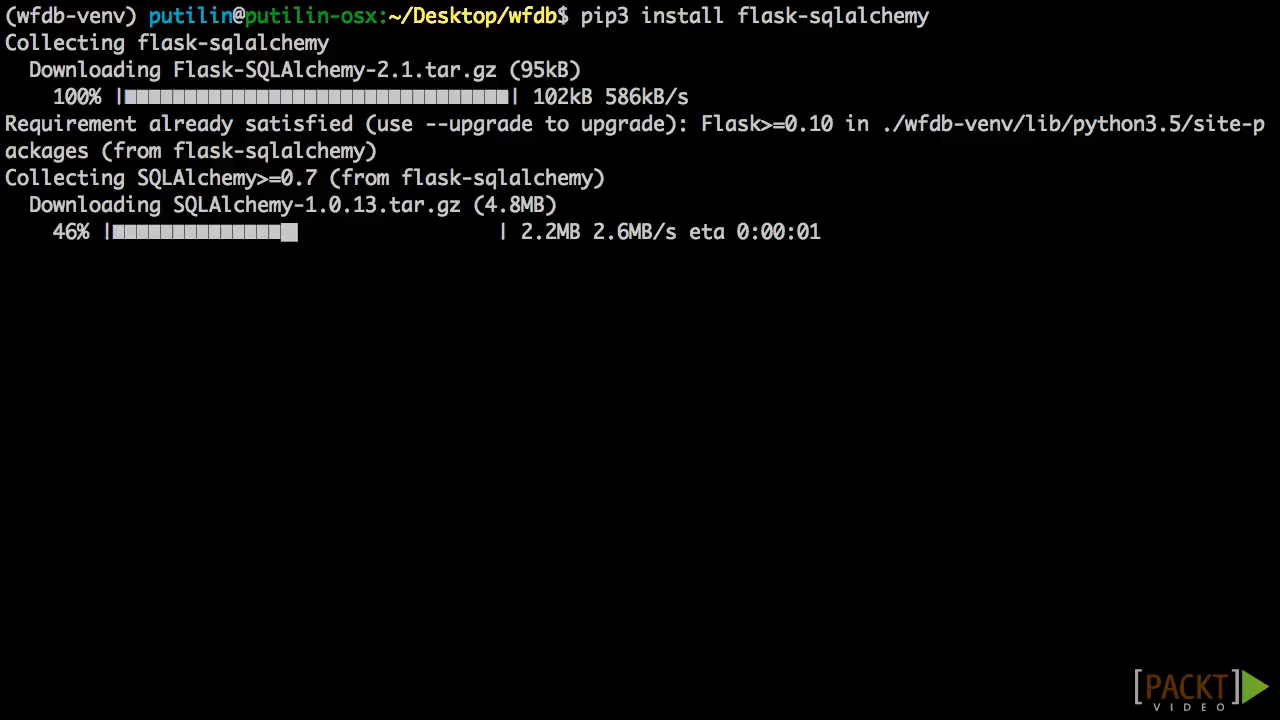 (wfdb-venv) putilin@putilin-osx:~/Desktop/wfdb$ pip3 install flask-sqlalchemy
Collecting flask-sqlalchemy
  Downloading Flask-SQLAlchemy-2.1.tar.gz (95kB)
    100% |████████████████████████████████| 102kB 586kB/s
Requirement already satisfied (use --upgrade to upgrade): Flask>=0.10 in ./wfdb-venv/lib/python3.5/site-p
ackages (from flask-sqlalchemy)
Collecting SQLAlchemy>=0.7 (from flask-sqlalchemy)
  Downloading SQLAlchemy-1.0.13.tar.gz (4.8MB)
    46% |███████████████                 | 2.2MB 2.6MB/s eta 0:00:01
[PACKT]
VIDEO